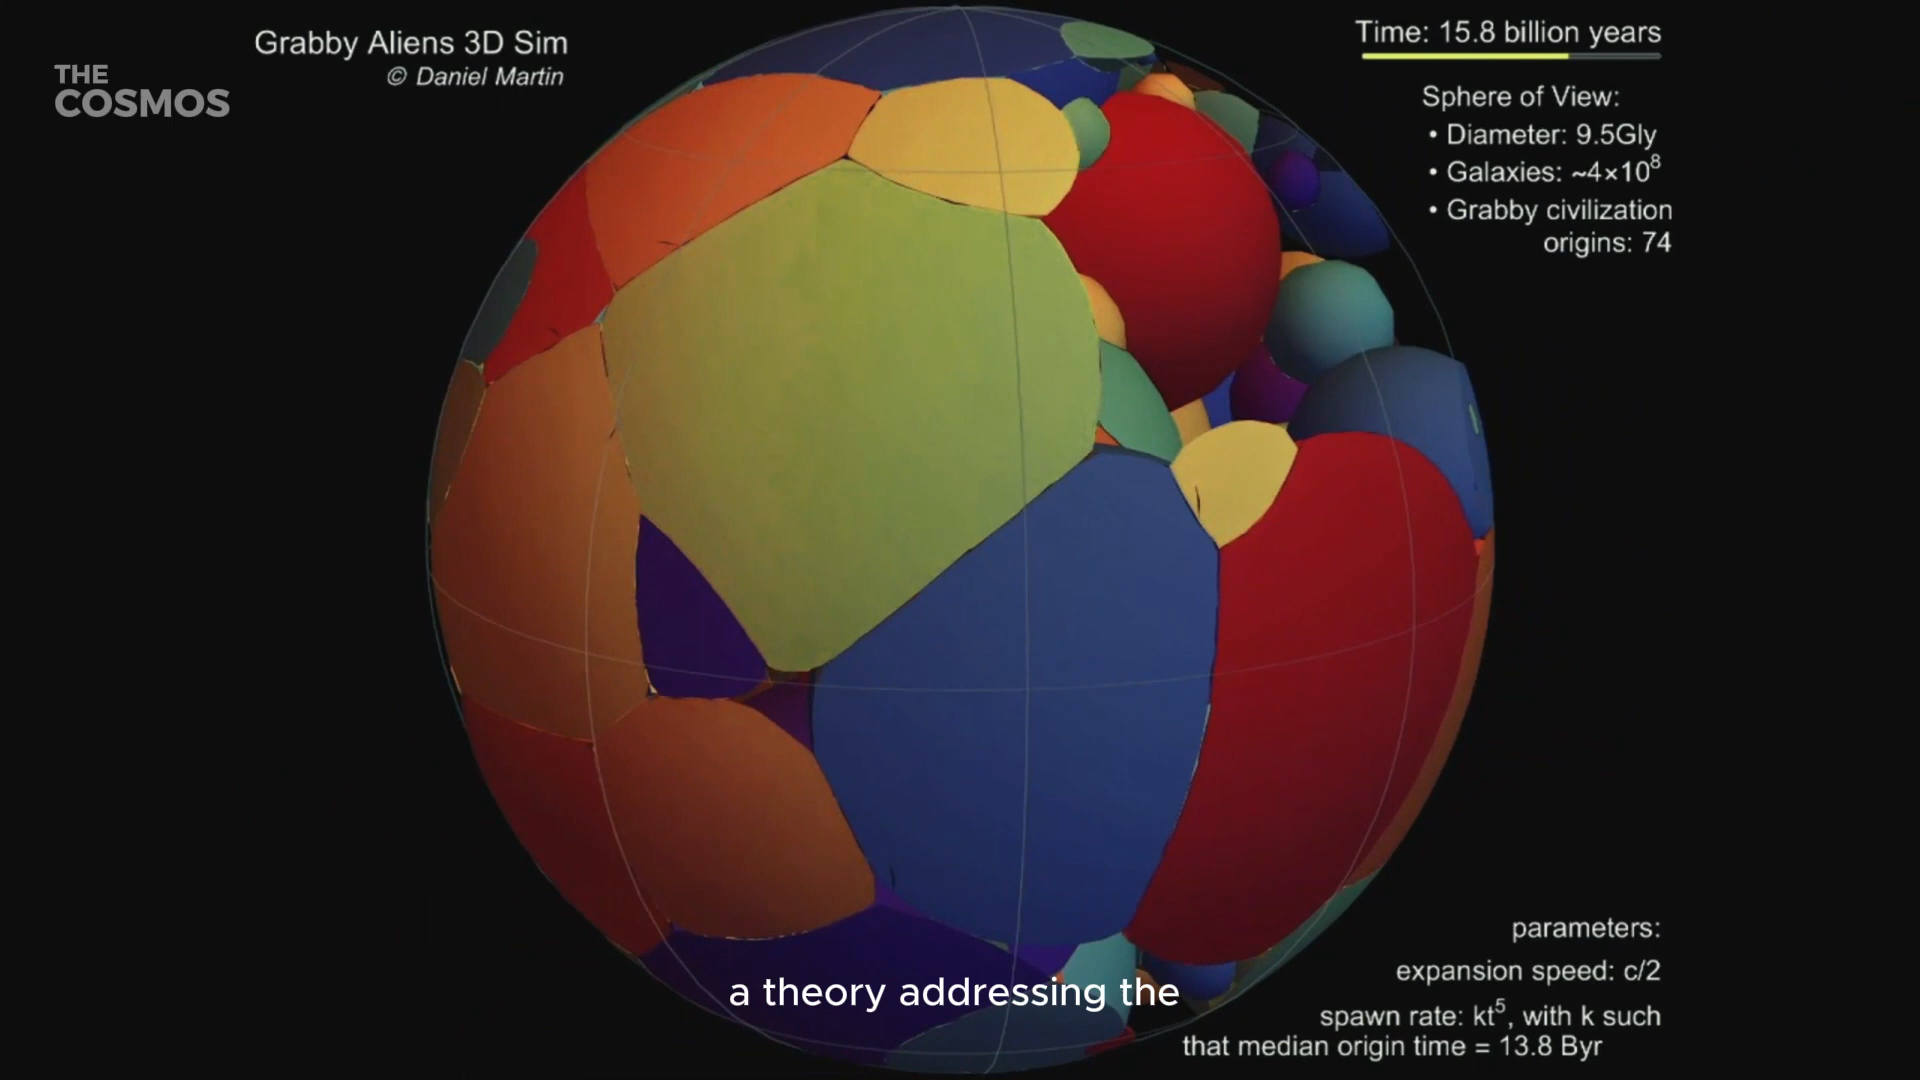 Grabby Aliens 3D Sim
© Daniel Martin
THE
COSMOS
Time: 15.8 billion years
Sphere of View:
• Diameter: 9.5Gly
• Galaxies: ~4×10⁸
• Grabby civilization
origins: 74
parameters:
expansion speed: c/2
spawn rate: kt⁵, with k such
that median origin time = 13.8 Byr
a theory addressing the